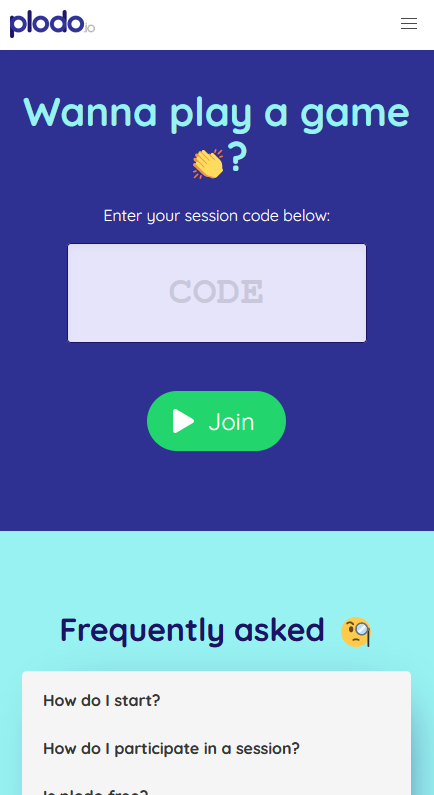 plodo.io
Wanna play a game
👏?
Enter your session code below:
CODE
Join
Frequently asked 🧐
How do I start?
How do I participate in a session?
Is plodo free?